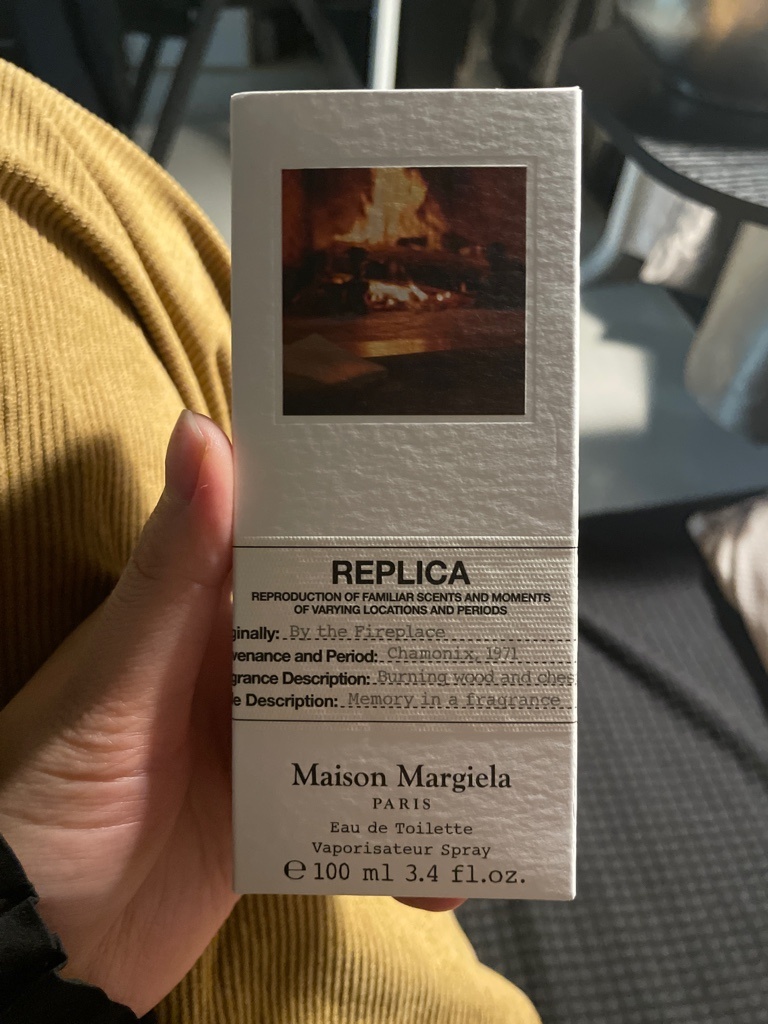 REPLICA
REPRODUCTION OF FAMILIAR SCENTS AND MOMENTS
OF VARYING LOCATIONS AND PERIODS
ginally: By the Fireplace
venance and Period: Chamonix, 1971
grance Description: Burning wood and ches
e Description: Memory in a fragrance
Maison Margiela
PARIS
Eau de Toilette
Vaporisateur Spray
℮ 100 ml 3.4 fl.oz.